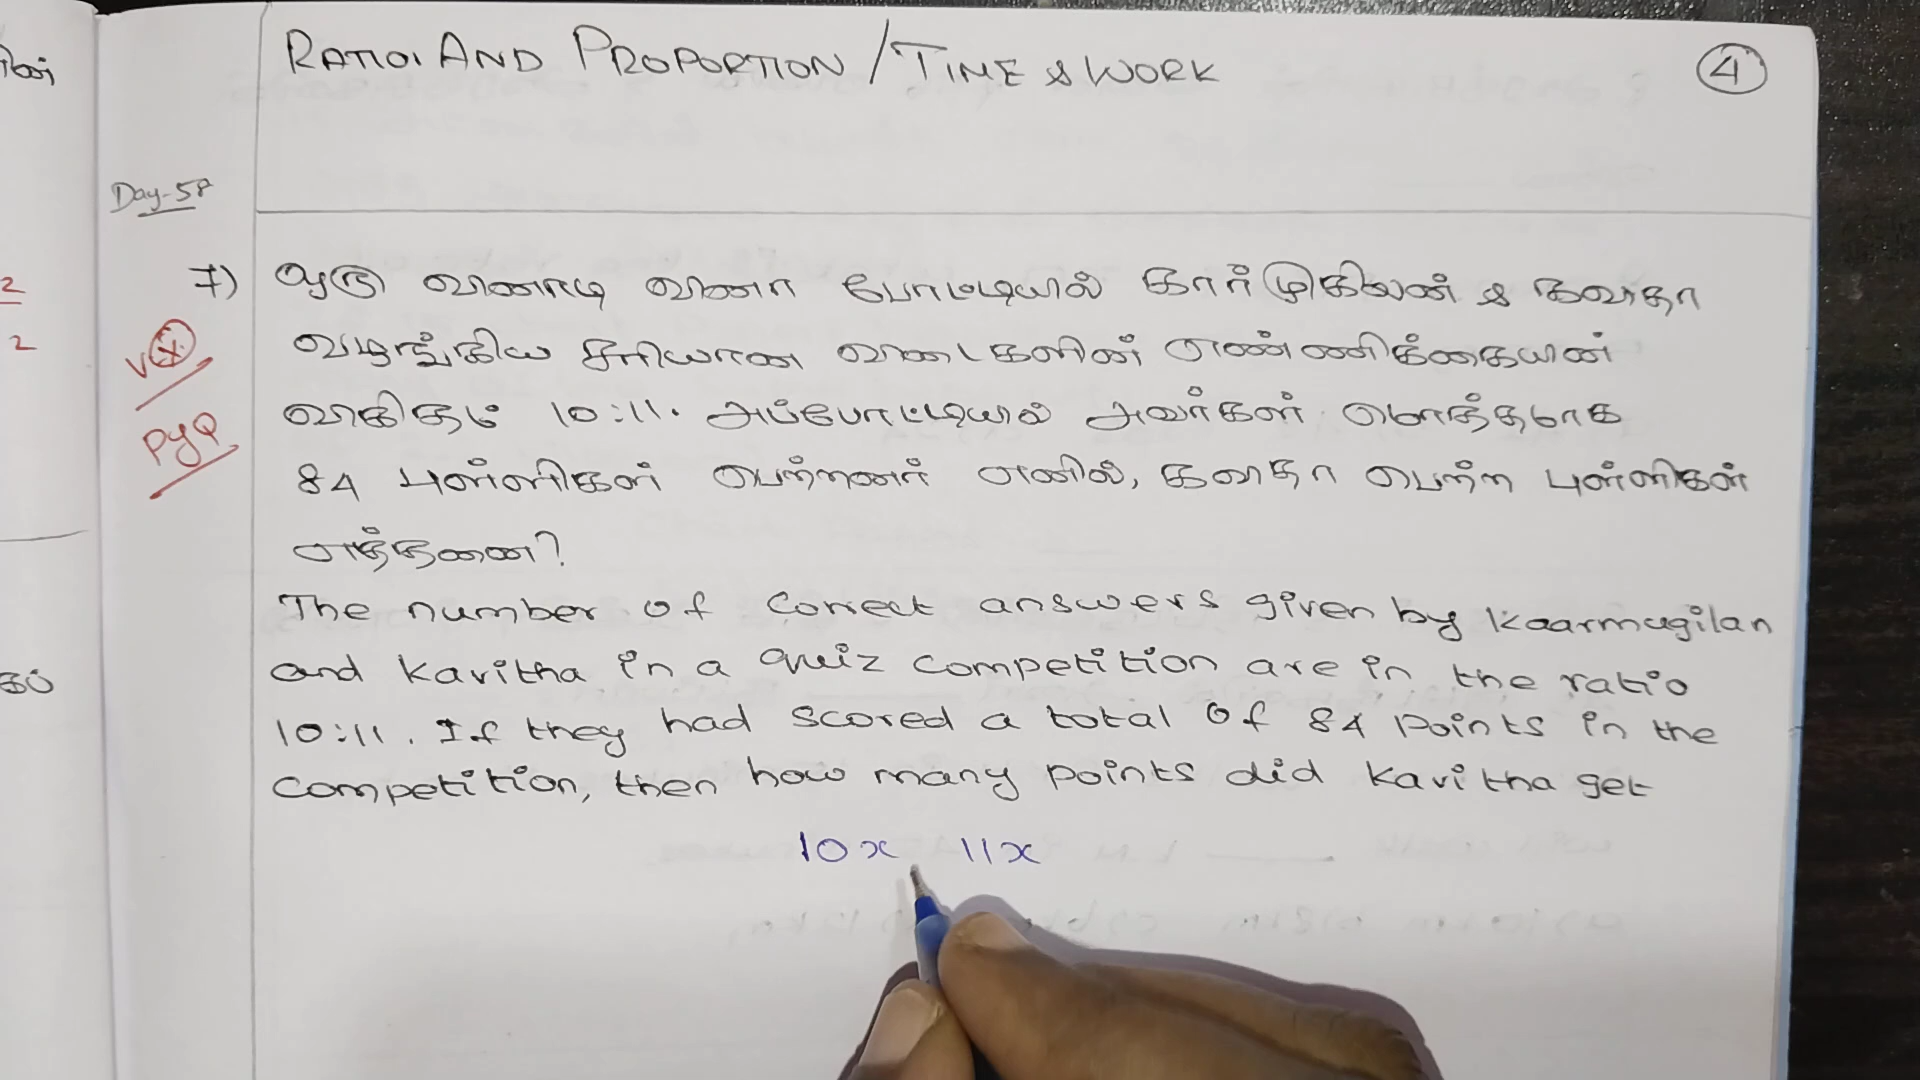 RATIO AND PROPORTION / TIME & WORK
4
Day-58
7) ஒரு வினாடி வினா போட்டியில் கார்முகிலன் & கவிதா
வழங்கிய சரியான விடைகளின் எண்ணிக்கையின்
விகிதம் 10:11. அப்போட்டியில் அவர்கள் மொத்தமாக
84 புள்ளிகள் பெற்றனர் எனில், கவிதா பெற்ற புள்ளிகள்
எத்தனை?
PYQ
The number of correct answers given by Kaarmugilan
and Kavitha in a quiz competition are in the ratio
10:11. If they had scored a total of 84 points in the
competition, then how many points did Kavitha get
10x 11x
2
2